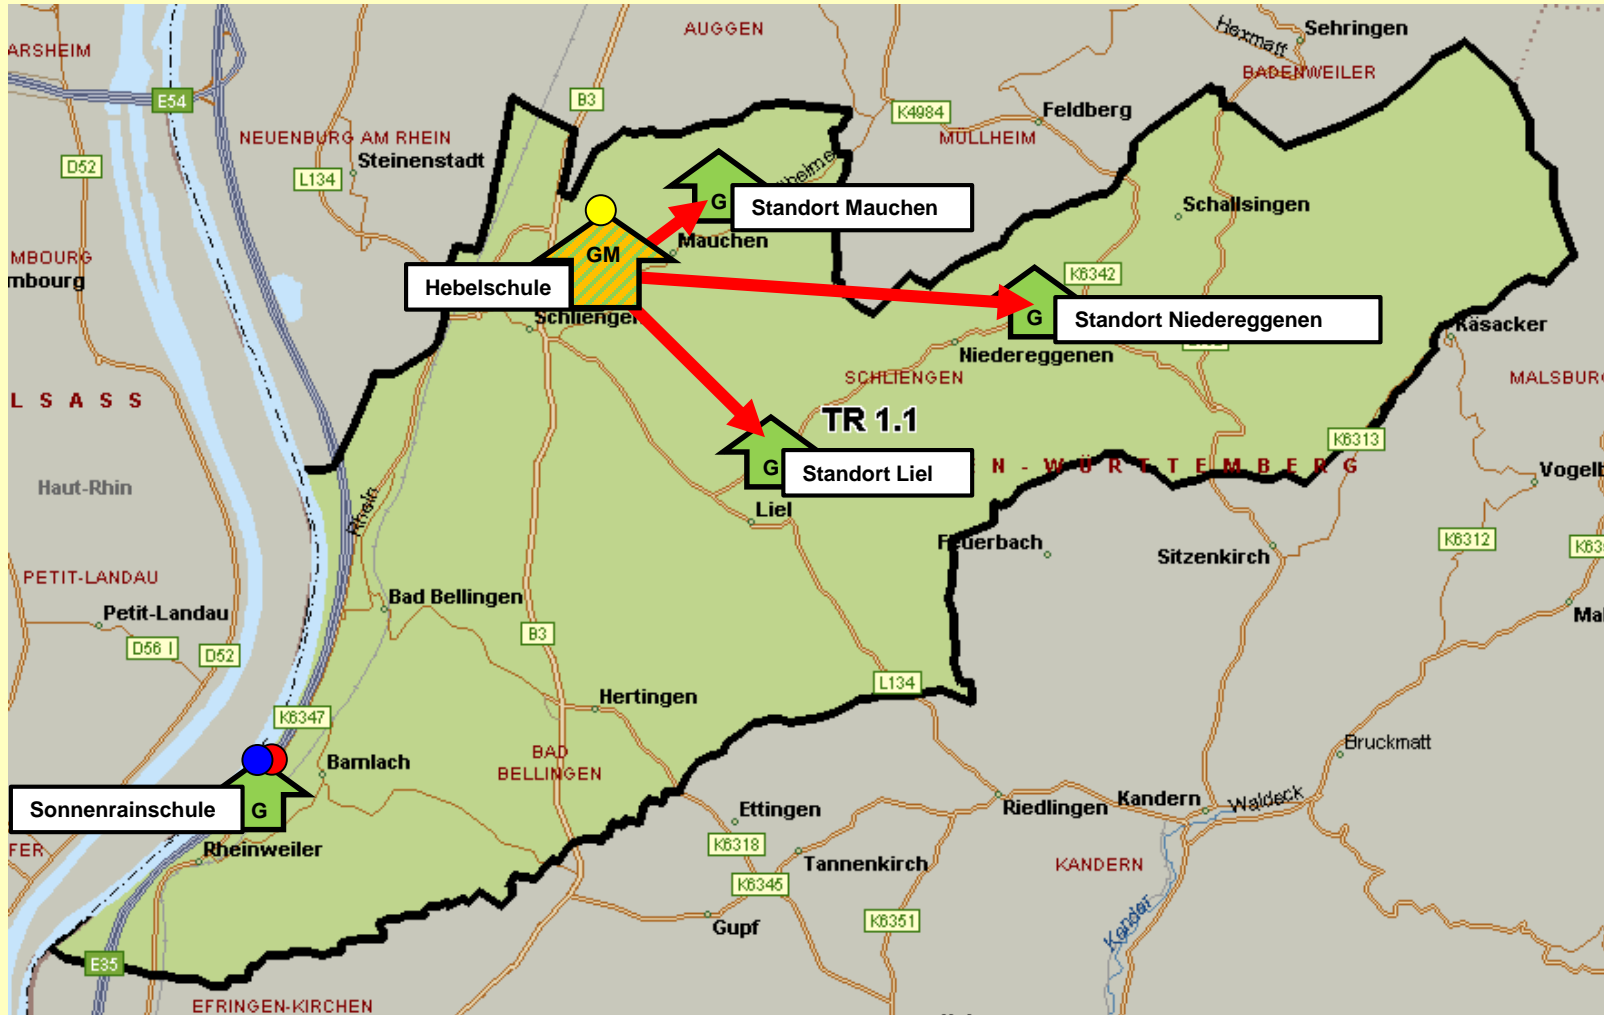 AUGGEN
Sehringen
Hexmatt
ARSHEIM
BADENWEILER
E54
B3
K4984
Feldberg
NEUENBURG AM RHEIN
MÜLLHEIM
Steinenstadt
D52
L134
G
Standort Mauchen
Schallsingen
Mauchen
GM
MBOURG
mbourg
K6342
Hebelschule
Schliengen
G
Standort Niedereggenen
Käsacker
Niedereggenen
SCHLIENGEN
MALSBURG
L S A S S
TR 1.1
K6313
G
Standort Liel
N - W Ü R T T E M B E R G
Haut-Rhin
Rhein
Liel
Feuerbach
Sitzenkirch
K6312
PETIT-LANDAU
Petit-Landau
Bad Bellingen
D56 I
D52
B3
L134
K6347
Hertingen
BAD
BELLINGEN
Bamlach
Bruckmatt
Sonnenrainschule
G
Ettingen
Riedlingen
Kandern
Waldeck
FER
Rheinweiler
K6318
Tannenkirch
KANDERN
K6345
K6351
Gupf
Kander
E35
EFRINGEN-KIRCHEN